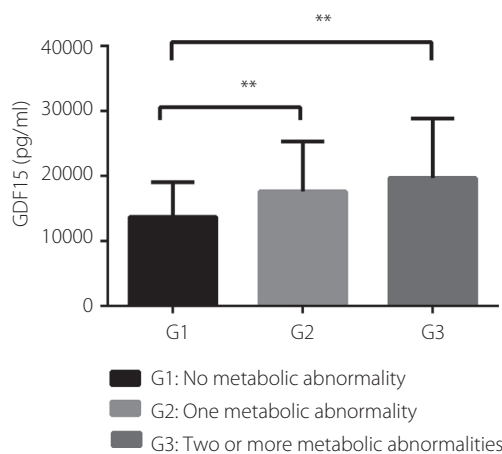 **
**
GDF15 (pg/ml)
40000
30000
20000
10000
0
G1 G2 G3
G1: No metabolic abnormality
G2: One metabolic abnormality
G3: Two or more metabolic abnormalities